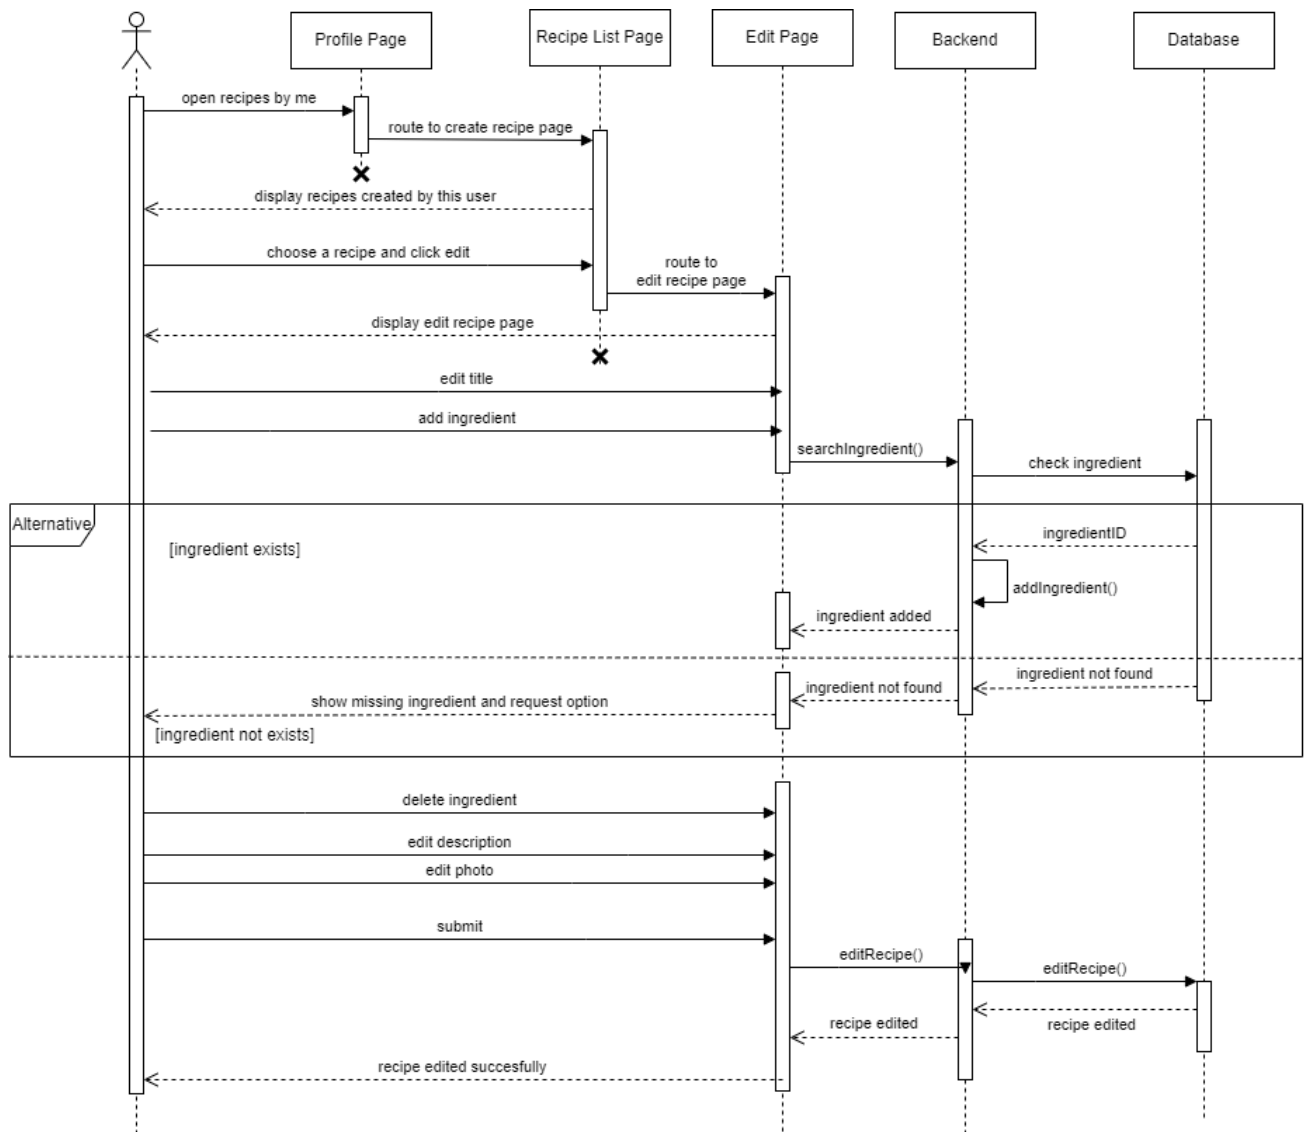 Profile Page
Recipe List Page
Edit Page
Backend
Database
open recipes by me
route to create recipe page
display recipes created by this user
choose a recipe and click edit
route to
edit recipe page
display edit recipe page
edit title
add ingredient
searchIngredient()
check ingredient
Alternative
ingredientID
[ingredient exists]
addIngredient()
ingredient added
ingredient not found
ingredient not found
show missing ingredient and request option
[ingredient not exists]
delete ingredient
edit description
edit photo
submit
editRecipe()
editRecipe()
recipe edited
recipe edited
recipe edited succesfully